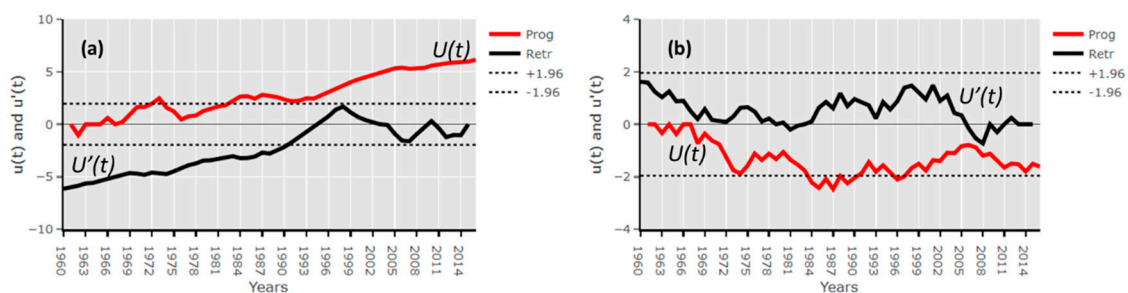 (a)
u(t) and u'(t)
10
5
0
−5
−10
U(t)
U'(t)
1960 1963 1966 1969 1972 1975 1978 1981 1984 1987 1990 1993 1996 1999 2002 2005 2008 2011 2014
Years
Prog
Retr
+1.96
-1.96
(b)
u(t) and u'(t)
4
2
0
−2
−4
U'(t)
U(t)
1960 1963 1966 1969 1972 1975 1978 1981 1984 1987 1990 1993 1996 1999 2002 2005 2008 2011 2014
Years
Prog
Retr
+1.96
-1.96